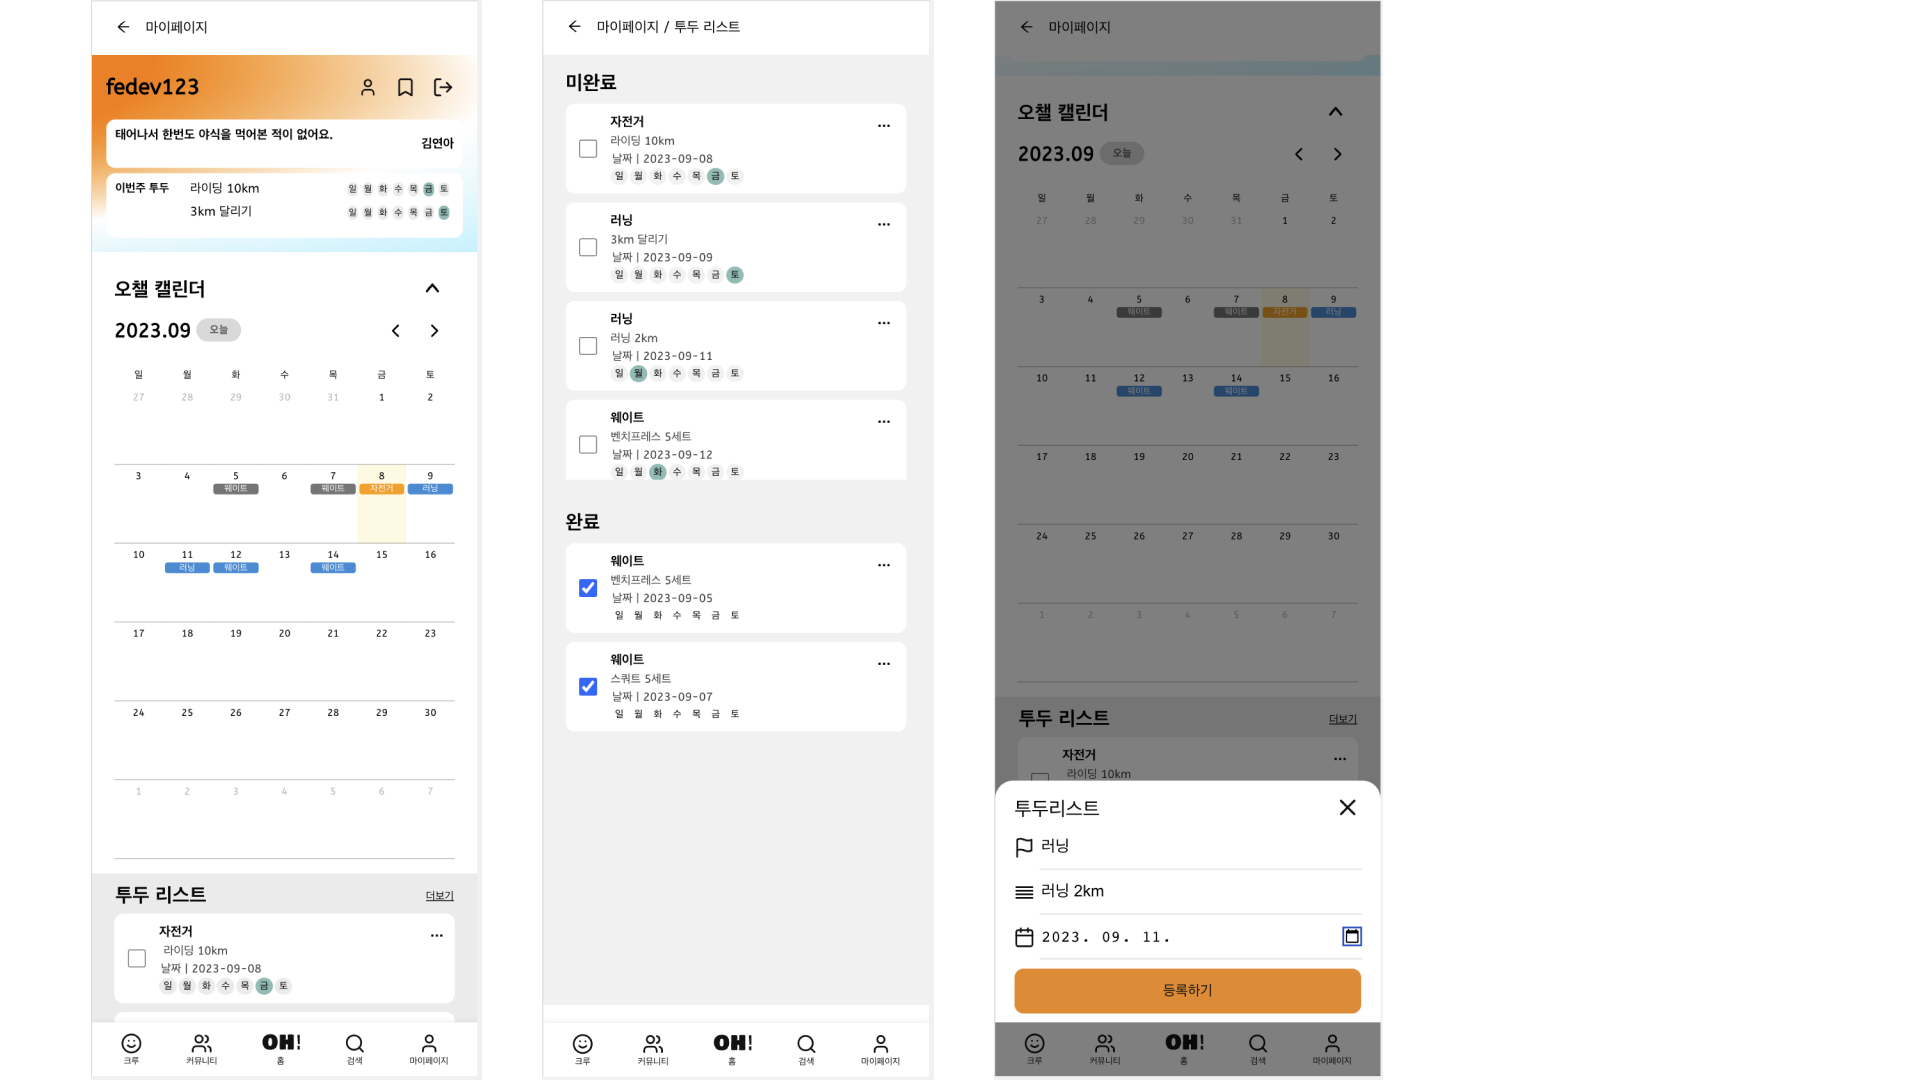 마이페이지
fedev123
태어나서 한번도 야식을 먹어본 적이 없어요.
김연아
이번주 투두 라이딩 10km 일 월 화 수 목 금 토
3km 달리기 일 월 화 수 목 금 토
오챌 캘린더
2023.09 오늘
일 월 화 수 목 금 토
27 28 29 30 31 1 2
3 4 5 6 7 8 9
웨이트 웨이트 자전거 러닝
10 11 12 13 14 15 16
러닝 웨이트 웨이트
17 18 19 20 21 22 23
24 25 26 27 28 29 30
1 2 3 4 5 6 7
투두 리스트 더보기
자전거
라이딩 10km
날짜 | 2023-09-08
일 월 화 수 목 금 토
OH!
크루 커뮤니티 홈 검색 마이페이지
마이페이지 / 투두 리스트
미완료
자전거
라이딩 10km
날짜 | 2023-09-08
일 월 화 수 목 금 토
러닝
3km 달리기
날짜 | 2023-09-09
일 월 화 수 목 금 토
러닝
러닝 2km
날짜 | 2023-09-11
일 월 화 수 목 금 토
웨이트
벤치프레스 5세트
날짜 | 2023-09-12
일 월 화 수 목 금 토
완료
웨이트
벤치프레스 5세트
날짜 | 2023-09-05
일 월 화 수 목 금 토
웨이트
스쿼트 5세트
날짜 | 2023-09-07
일 월 화 수 목 금 토
OH!
크루 커뮤니티 홈 검색 마이페이지
마이페이지
오챌 캘린더
2023.09 오늘
일 월 화 수 목 금 토
27 28 29 30 31 1 2
3 4 5 6 7 8 9
웨이트 웨이트 자전거 러닝
10 11 12 13 14 15 16
웨이트 웨이트
17 18 19 20 21 22 23
24 25 26 27 28 29 30
1 2 3 4 5 6 7
투두 리스트 더보기
자전거
라이딩 10km
투두리스트
러닝
러닝 2km
2023. 09. 11.
등록하기
OH!
크루 커뮤니티 홈 검색 마이페이지